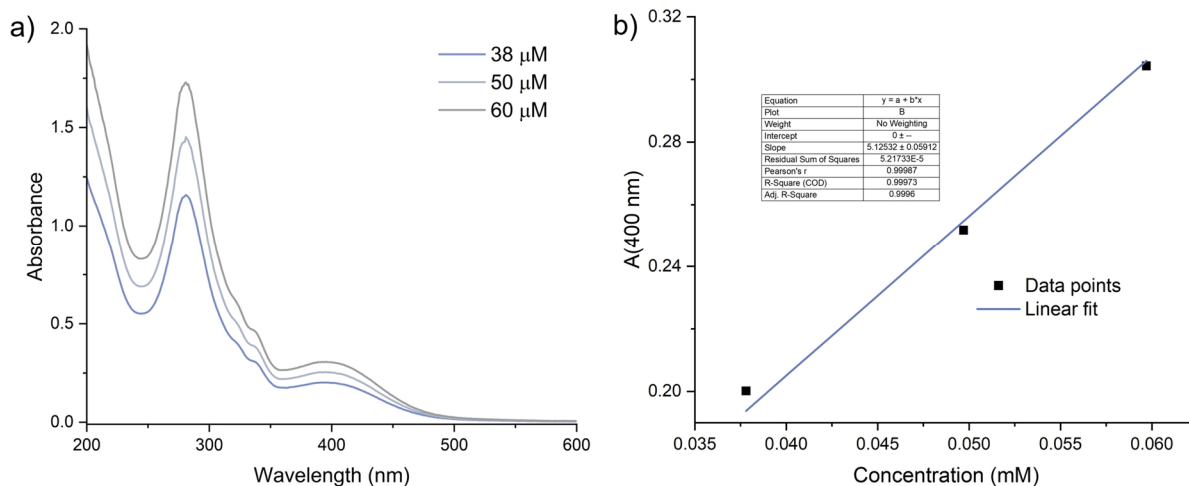 a)
2.0
1.5
1.0
0.5
0.0
Absorbance
38 μM
50 μM
60 μM
200 300 400 500 600
Wavelength (nm)
b)
0.32
0.28
0.24
0.20
A(400 nm)
Equation y = a + b*x
Plot B
Weight No Weighting
Intercept 0 ± --
Slope 5.12532 ± 0.05912
Residual Sum of Squares 5.21733E-5
Pearson's r 0.99987
R-Square (COD) 0.99973
Adj. R-Square 0.9996
Data points
Linear fit
0.035 0.040 0.045 0.050 0.055 0.060
Concentration (mM)